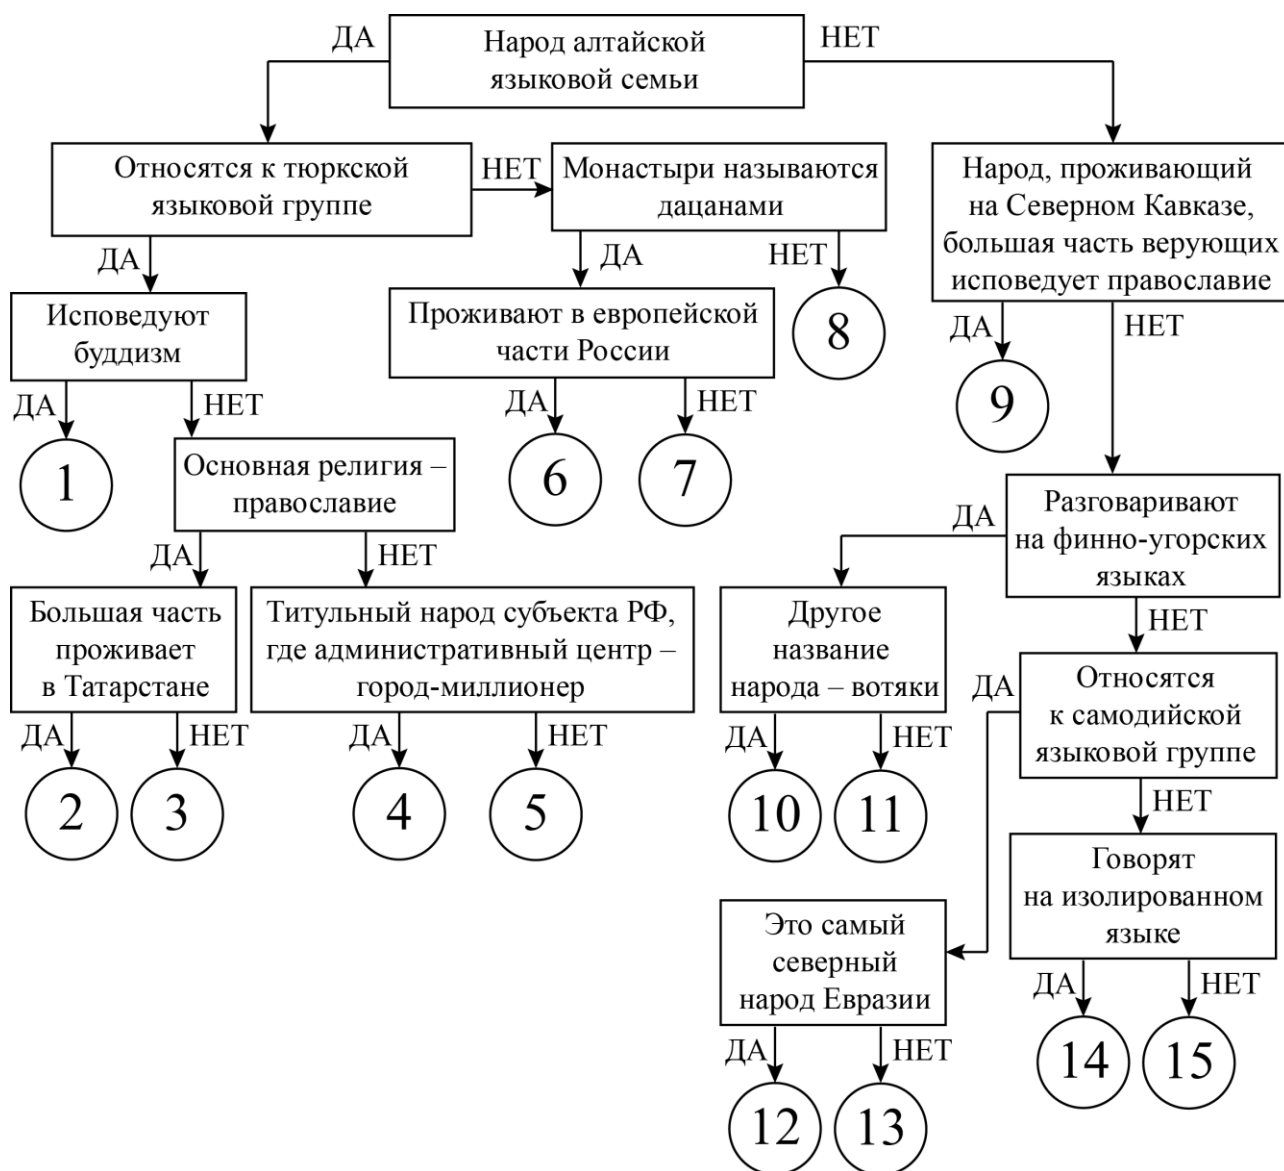 ДА
Народ алтайской
языковой семьи
НЕТ
Относятся к тюркской
языковой группе
НЕТ
Монастыри называются
дацанами
Народ, проживающий
на Северном Кавказе,
большая часть верующих
исповедует православие
ДА
ДА
НЕТ
Исповедуют
буддизм
Проживают в европейской
части России
8
ДА
НЕТ
ДА
НЕТ
ДА
НЕТ
9
1
Основная религия –
православие
6
7
Разговаривают
на финно-угорских
языках
ДА
ДА
НЕТ
НЕТ
Большая часть
проживает
в Татарстане
Титульный народ субъекта РФ,
где административный центр –
город-миллионер
Другое
название
народа – вотяки
Относятся
к самодийской
языковой группе
ДА
ДА
НЕТ
ДА
НЕТ
ДА
НЕТ
НЕТ
2
3
4
5
10
11
Говорят
на изолированном
языке
Это самый
северный
народ Евразии
ДА
НЕТ
ДА
НЕТ
14
15
12
13